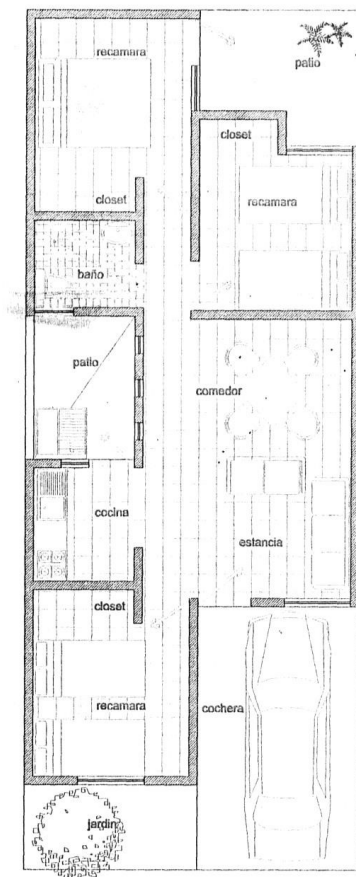 recamara
patio
closet
closet
recamara
baño
patio
comedor
cocina
estancia
closet
recamara
cochera
jardin